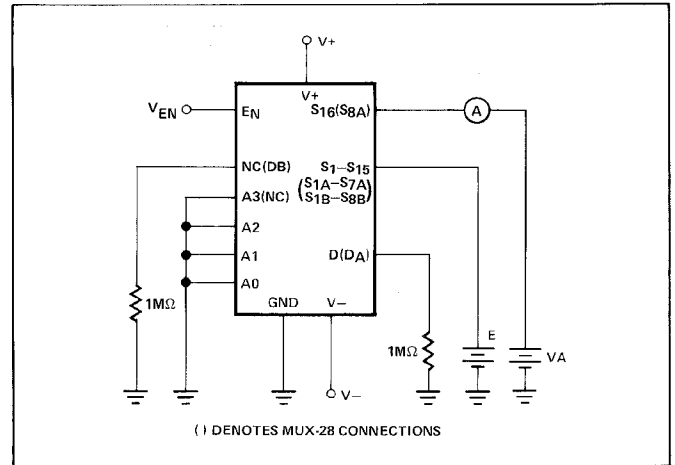 V+
V+
VEN
EN
S16(S8A)
A
NC(DB)
S1–S15
A3(NC)
(S1A–S7A
S1B–S8B)
A2
A1
D(DA)
A0
1MΩ
GND
V–
1MΩ
E
VA
V–
( ) DENOTES MUX-28 CONNECTIONS